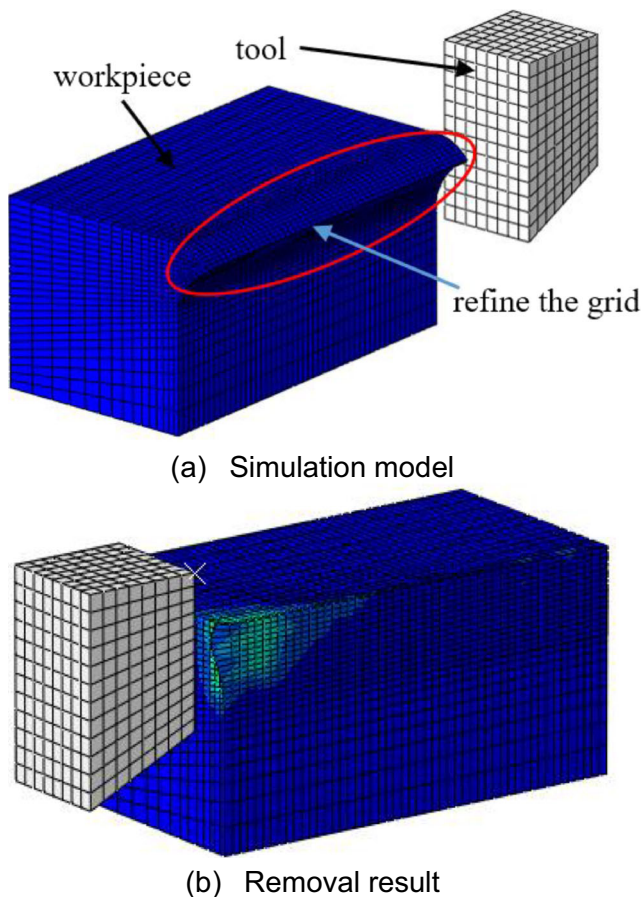 tool
workpiece
refine the grid
(a) Simulation model
(b) Removal result